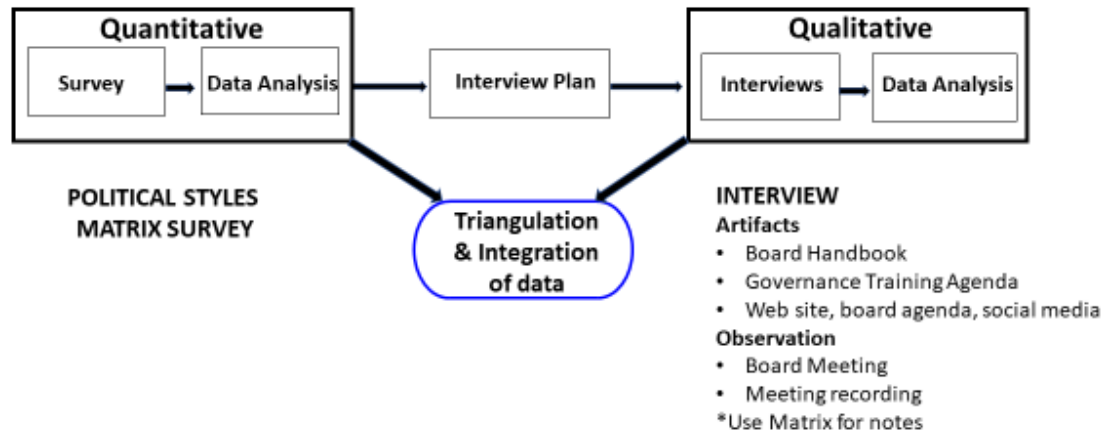 Quantitative
Survey
Data Analysis
Interview Plan
Qualitative
Interviews
Data Analysis
POLITICAL STYLES
MATRIX SURVEY
Triangulation
& Integration
of data
INTERVIEW
Artifacts
• Board Handbook
• Governance Training Agenda
• Web site, board agenda, social media
Observation
• Board Meeting
• Meeting recording
*Use Matrix for notes